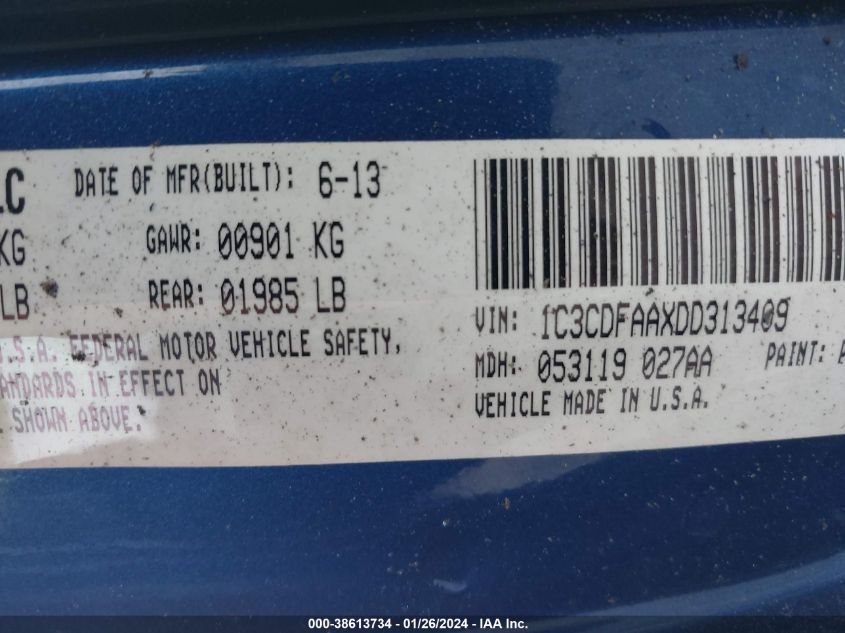 LC DATE OF MFR(BUILT): 6-13
KG GAWR: 00901 KG
LB REAR: 01985 LB
U.S.A. FEDERAL MOTOR VEHICLE SAFETY,
ANDARDS IN EFFECT ON
SHOWN ABOVE.
VIN: 1C3CDFAAXDD313409
MDH: 053119 027AA PAINT:
VEHICLE MADE IN U.S.A.
000-38613734 - 01/26/2024 - IAA Inc.